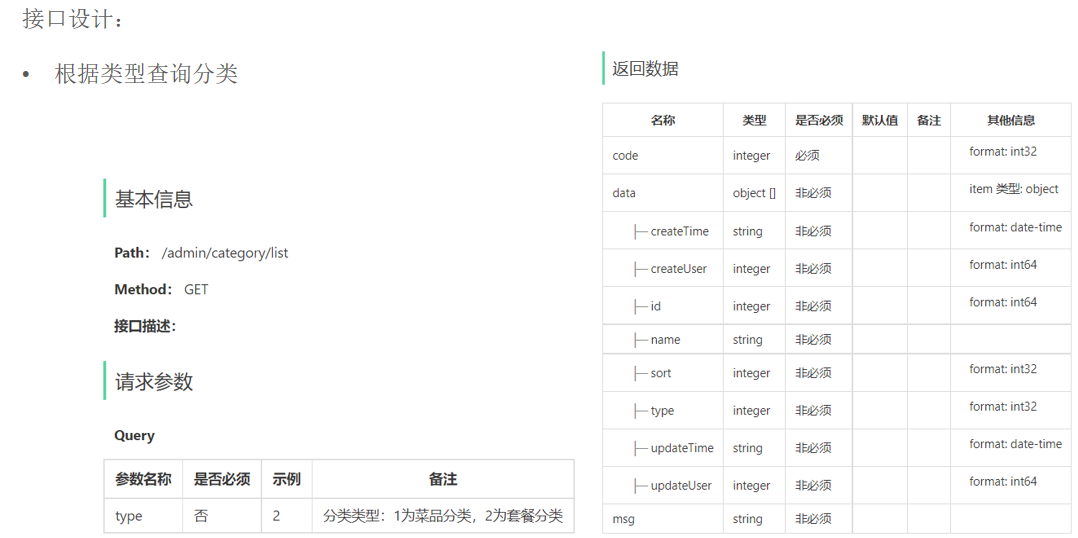 接口设计：
• 根据类型查询分类
基本信息
Path： /admin/category/list
Method： GET
接口描述：
请求参数
Query
参数名称 是否必须 示例 备注
type 否 2 分类类型：1为菜品分类，2为套餐分类
返回数据
名称 类型 是否必须 默认值 备注 其他信息
code integer 必须 format: int32
data object [] 非必须 item 类型: object
├─ createTime string 非必须 format: date-time
├─ createUser integer 非必须 format: int64
├─ id integer 非必须 format: int64
├─ name string 非必须
├─ sort integer 非必须 format: int32
├─ type integer 非必须 format: int32
├─ updateTime string 非必须 format: date-time
├─ updateUser integer 非必须 format: int64
msg string 非必须